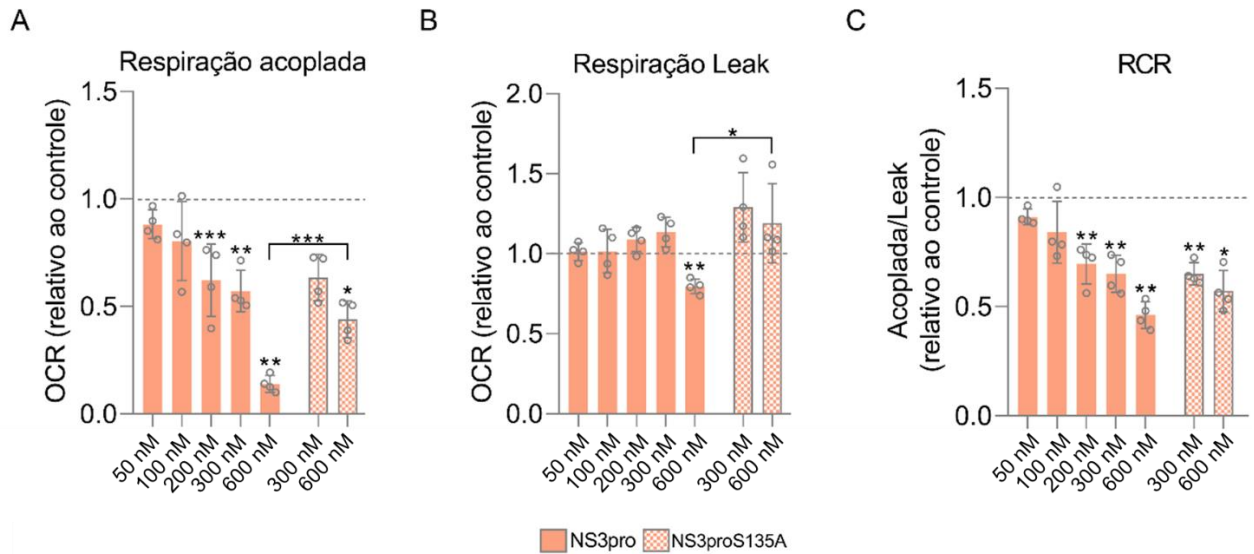 A
Respiração acoplada
OCR (relativo ao controle)
1.5
1.0
0.5
0.0
***
**
**
***
*
50 nM
100 nM
200 nM
300 nM
600 nM
300 nM
600 nM
B
Respiração Leak
OCR (relativo ao controle)
2.0
1.5
1.0
0.5
0.0
**
*
50 nM
100 nM
200 nM
300 nM
600 nM
300 nM
600 nM
C
RCR
Acoplada/Leak
(relativo ao controle)
1.5
1.0
0.5
0.0
**
**
**
**
*
50 nM
100 nM
200 nM
300 nM
600 nM
300 nM
600 nM
NS3pro
NS3proS135A